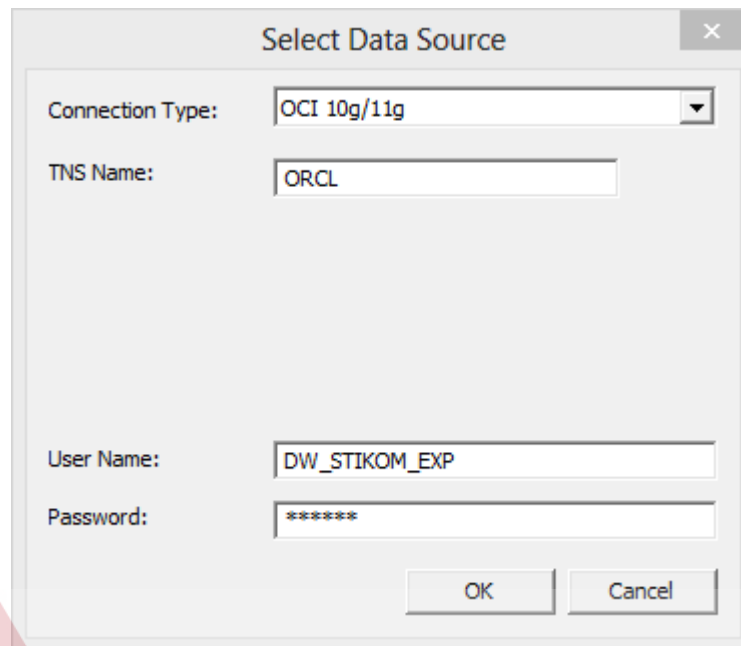 Select Data Source
Connection Type: OCI 10g/11g
TNS Name: ORCL
User Name: DW_STIKOM_EXP
Password: ******
OK Cancel